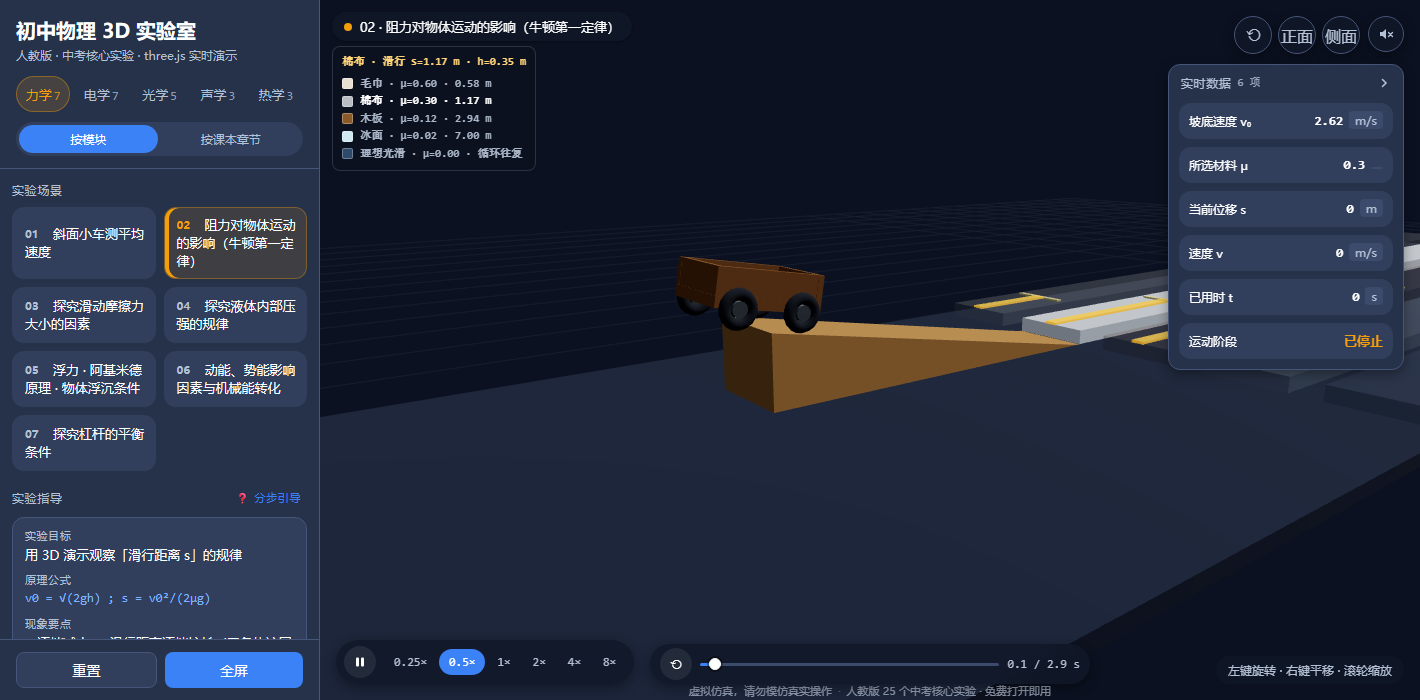 初中物理 3D 实验室
人教版 · 中考核心实验 · three.js 实时演示
力学 7
电学 7
光学 5
声学 3
热学 3
按模块
按课本章节
实验场景
01 斜面小车测平均速度
02 阻力对物体运动的影响（牛顿第一定律）
03 探究滑动摩擦力大小的因素
04 探究液体内部压强的规律
05 浮力 · 阿基米德原理 · 物体浮沉条件
06 动能、势能影响因素与机械能转化
07 探究杠杆的平衡条件
实验指导
❓ 分步引导
实验目标
用 3D 演示观察「滑行距离 s」的规律
原理公式
v0 = √(2gh) ; s = v0²/(2μg)
现象要点
重置
全屏
02 · 阻力对物体运动的影响（牛顿第一定律）
棉布 · 滑行 s=1.17 m · h=0.35 m
毛巾 · μ=0.60 · 0.58 m
棉布 · μ=0.30 · 1.17 m
木板 · μ=0.12 · 2.94 m
冰面 · μ=0.02 · 7.00 m
理想光滑 · μ=0.00 · 循环往复
正面
侧面
实时数据 6 项
坡底速度 v₀ 2.62 m/s
所选材料 μ 0.3
当前位移 s 0 m
速度 v 0 m/s
已用时 t 0 s
运动阶段 已停止
0.25×
0.5×
1×
2×
4×
8×
0.1 / 2.9 s
左键旋转 · 右键平移 · 滚轮缩放
虚拟仿真，请勿模仿真实操作 · 人教版 25 个中考核心实验 · 免费打开即用